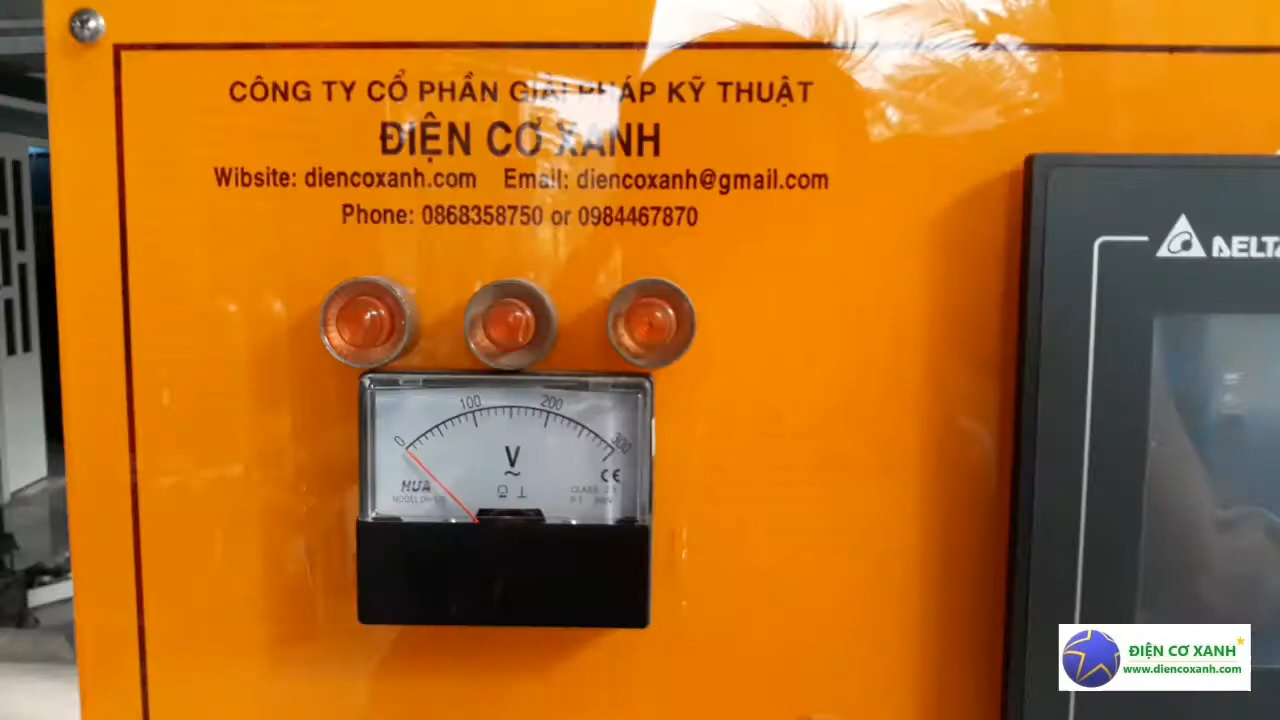 CÔNG TY CỔ PHẦN GIẢI PHÁP KỸ THUẬT
ĐIỆN CƠ XANH
Wibsite: diencoxanh.com Email: diencoxanh@gmail.com
Phone: 0868358750 or 0984467870
DELTA
0 100 200 300
V
~
CE
HUA
MODEL
CLASS
ĐIỆN CƠ XANH
www.diencoxanh.com